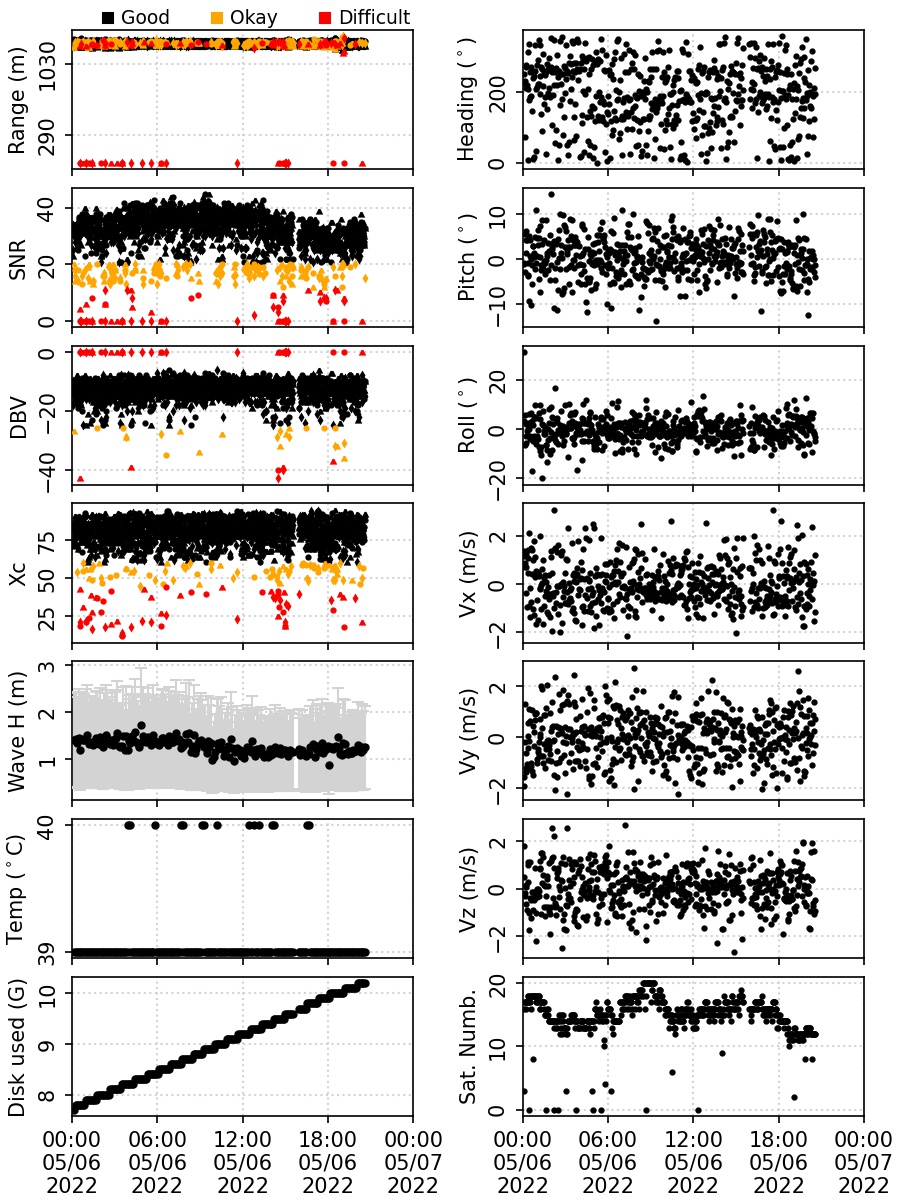 Good Okay Difficult
Range (m)
1030
290
Heading (°)
200
0
SNR
40
20
0
Pitch (°)
10
0
−10
DBV
0
−20
−40
Roll (°)
20
0
−20
Xc
75
50
25
Vx (m/s)
2
0
−2
Wave H (m)
3
2
1
Vy (m/s)
2
0
−2
Temp (°C)
40
39
Vz (m/s)
2
0
−2
Disk used (G)
10
9
8
Sat. Numb.
20
10
0
00:00 06:00 12:00 18:00 00:00
05/06 05/06 05/06 05/06 05/07
2022 2022 2022 2022 2022
00:00 06:00 12:00 18:00 00:00
05/06 05/06 05/06 05/06 05/07
2022 2022 2022 2022 2022